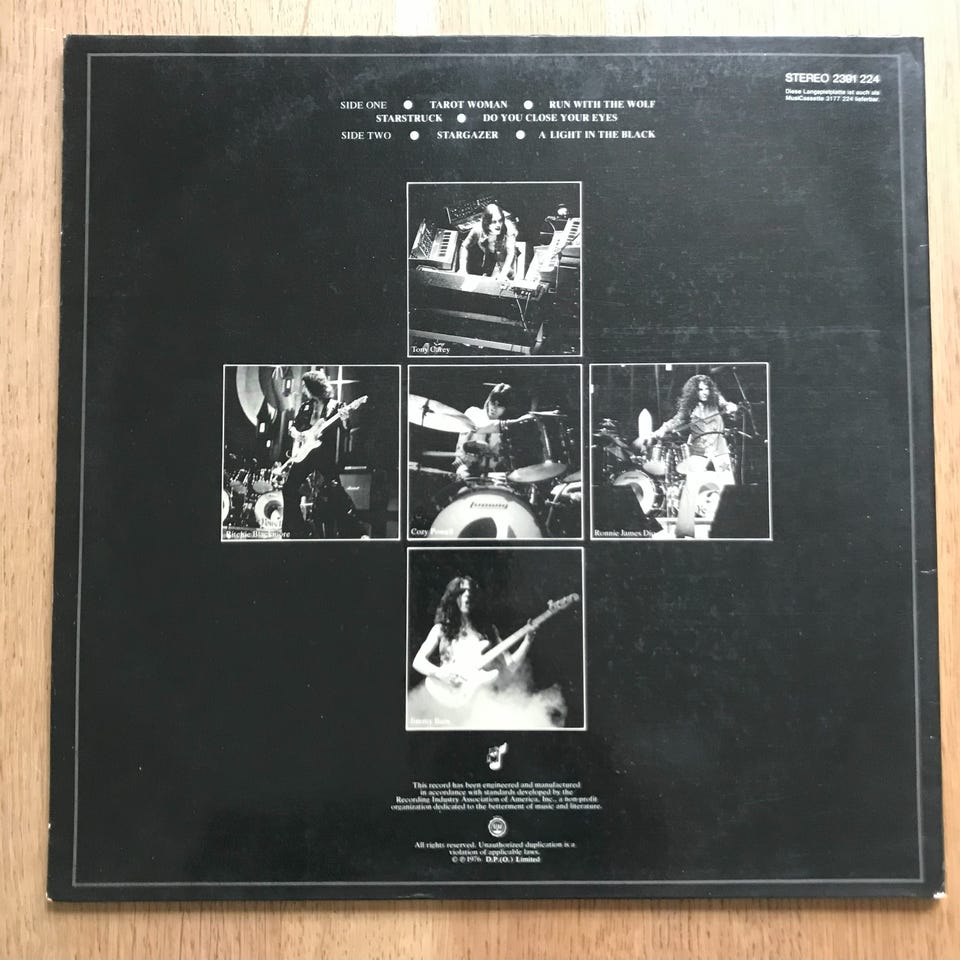 STEREO 2391 224
Diese Langspielplatte ist auch als
MusiCassette 3177 224 lieferbar.
SIDE ONE ● TAROT WOMAN ● RUN WITH THE WOLF
STARSTRUCK ● DO YOU CLOSE YOUR EYES
SIDE TWO ● STARGAZER ● A LIGHT IN THE BLACK
Tony Carey
Ritchie Blackmore
Cozy Powell
Ludwig
Ronnie James Dio
Jimmy Bain
This record has been engineered and manufactured
in accordance with standards developed by the
Recording Industry Association of America, Inc., a non-profit
organization dedicated to the betterment of music and literature.
All rights reserved. Unauthorized duplication is a
violation of applicable laws.
© ℗ 1976 D.P.(O.) Limited